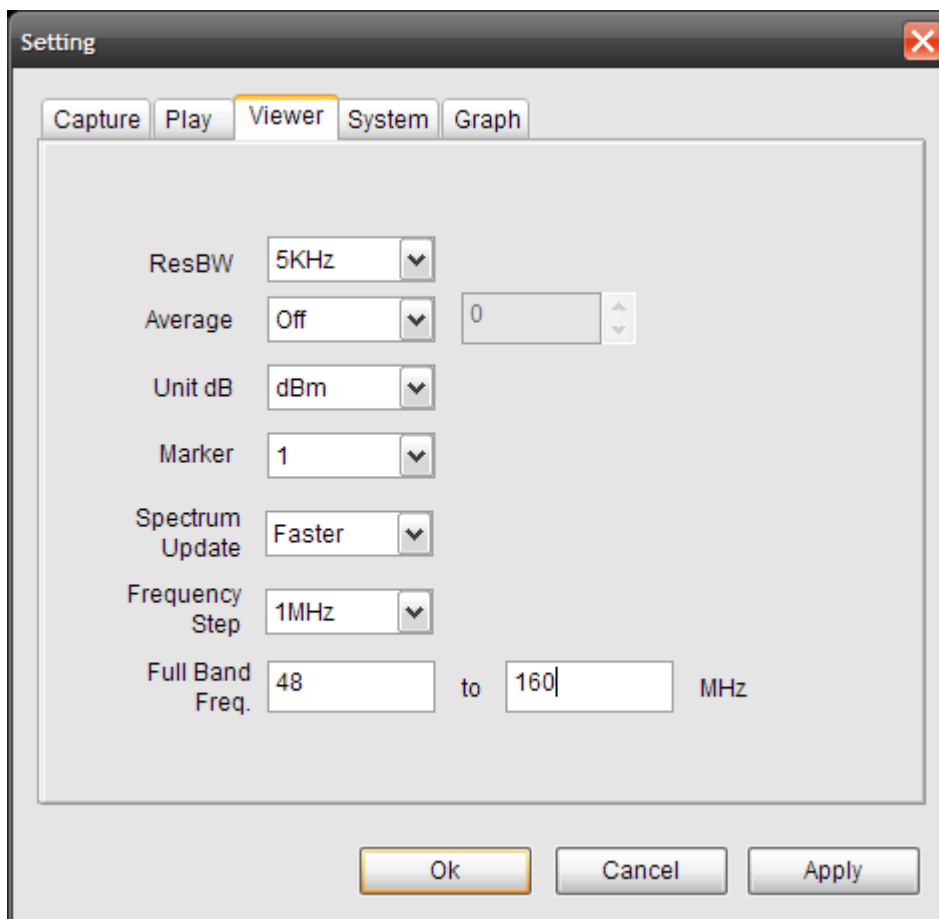 Setting
Capture Play Viewer System Graph
ResBW 5KHz
Average Off 0
Unit dB dBm
Marker 1
Spectrum
Update Faster
Frequency
Step 1MHz
Full Band
Freq. 48 to 160 MHz
Ok Cancel Apply